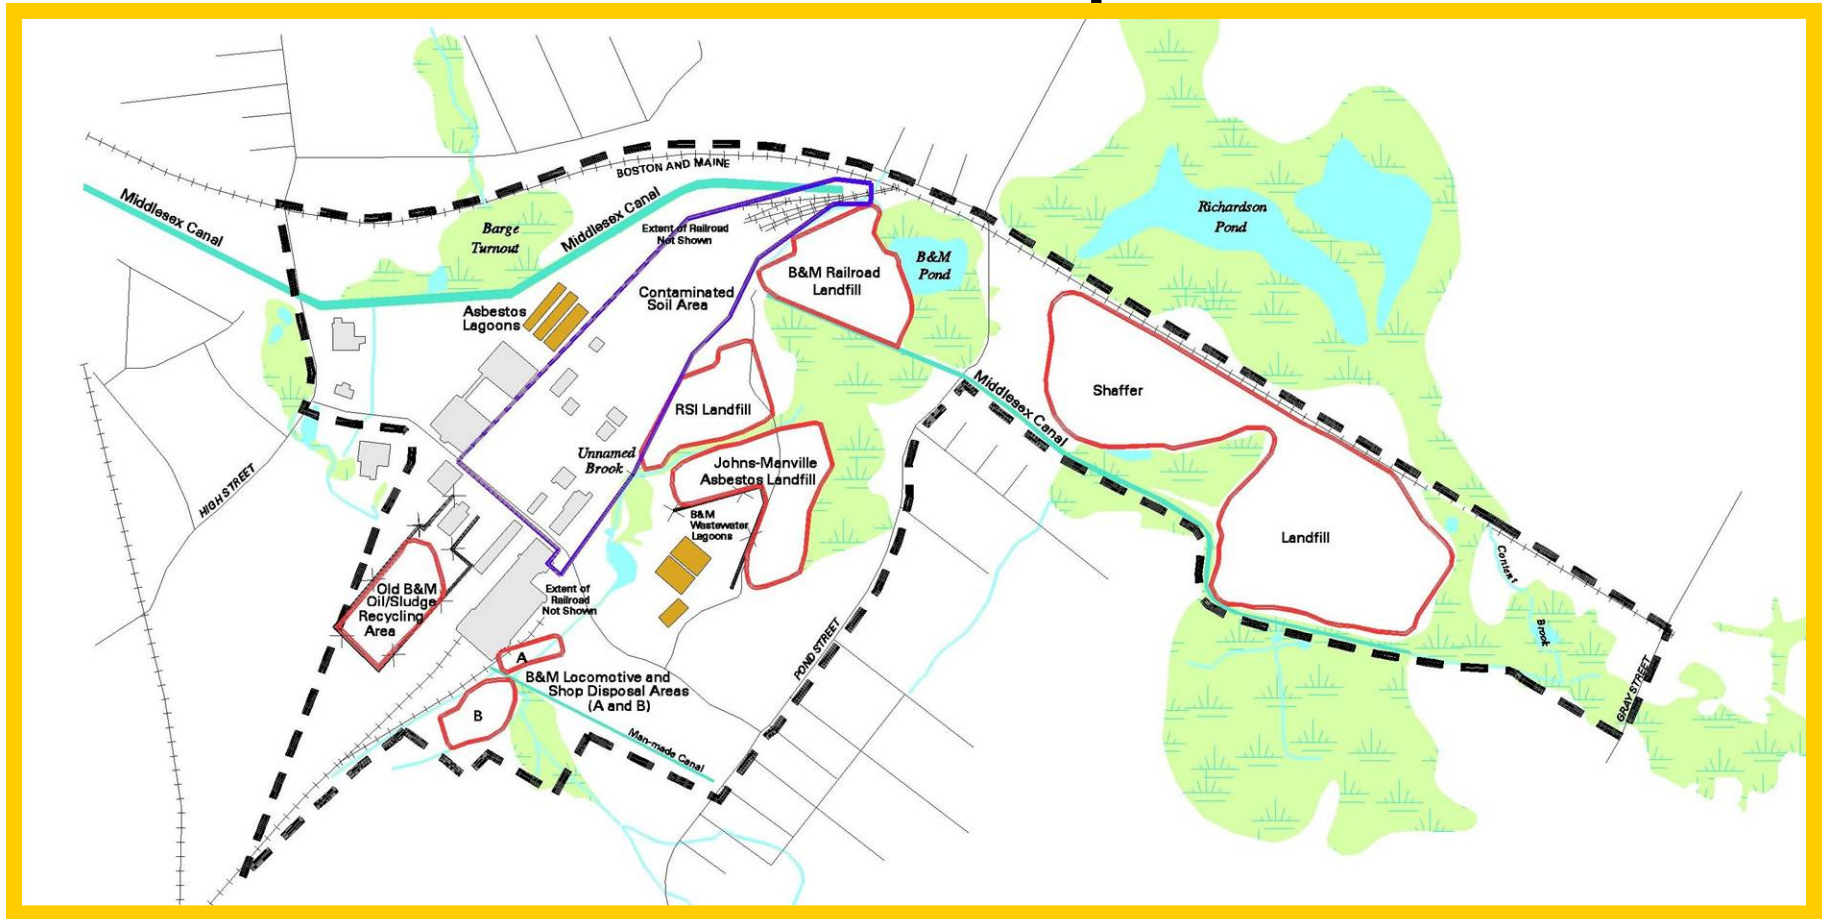 BOSTON AND MAINE
Middlesex Canal
Middlesex Canal
Barge
Turnout
Extent of Railroad
Not Shown
Richardson
Pond
B&M
Pond
B&M Railroad
Landfill
Contaminated
Soil Area
Asbestos
Lagoons
Middlesex Canal
Shaffer
RSI Landfill
Unnamed
Brook
Johns-Manville
Asbestos Landfill
HIGH STREET
B&M
Wastewater
Lagoons
Landfill
Content
Brook
Old B&M
Oil/Sludge
Recycling
Area
Extent of
Railroad
Not Shown
POND STREET
GRAY STREET
A
B&M Locomotive and
Shop Disposal Areas
(A and B)
B
Man-made Canal